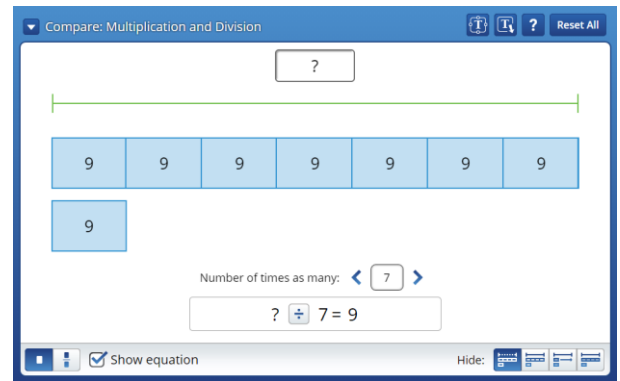 Compare: Multiplication and Division
T T ? Reset All
?
9 9 9 9 9 9 9
9
Number of times as many: 7
? ÷ 7 = 9
Show equation
Hide: